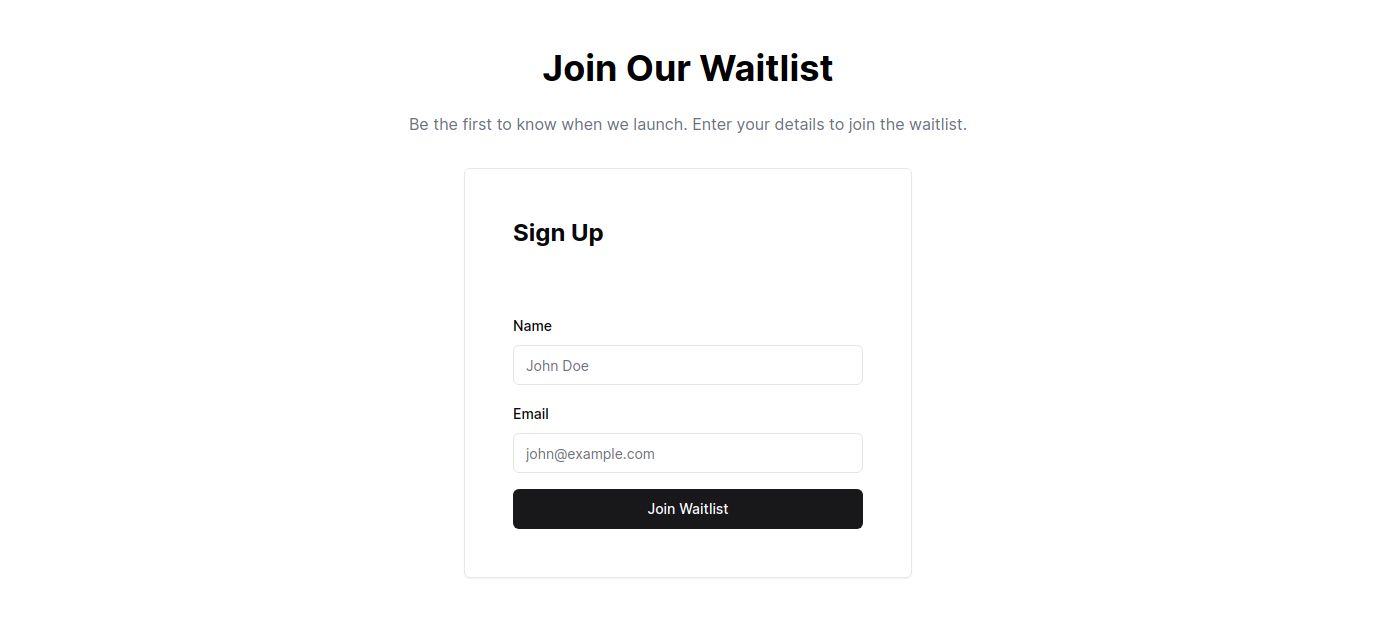 Join Our Waitlist
Be the first to know when we launch. Enter your details to join the waitlist.
Sign Up
Name
John Doe
Email
john@example.com
Join Waitlist